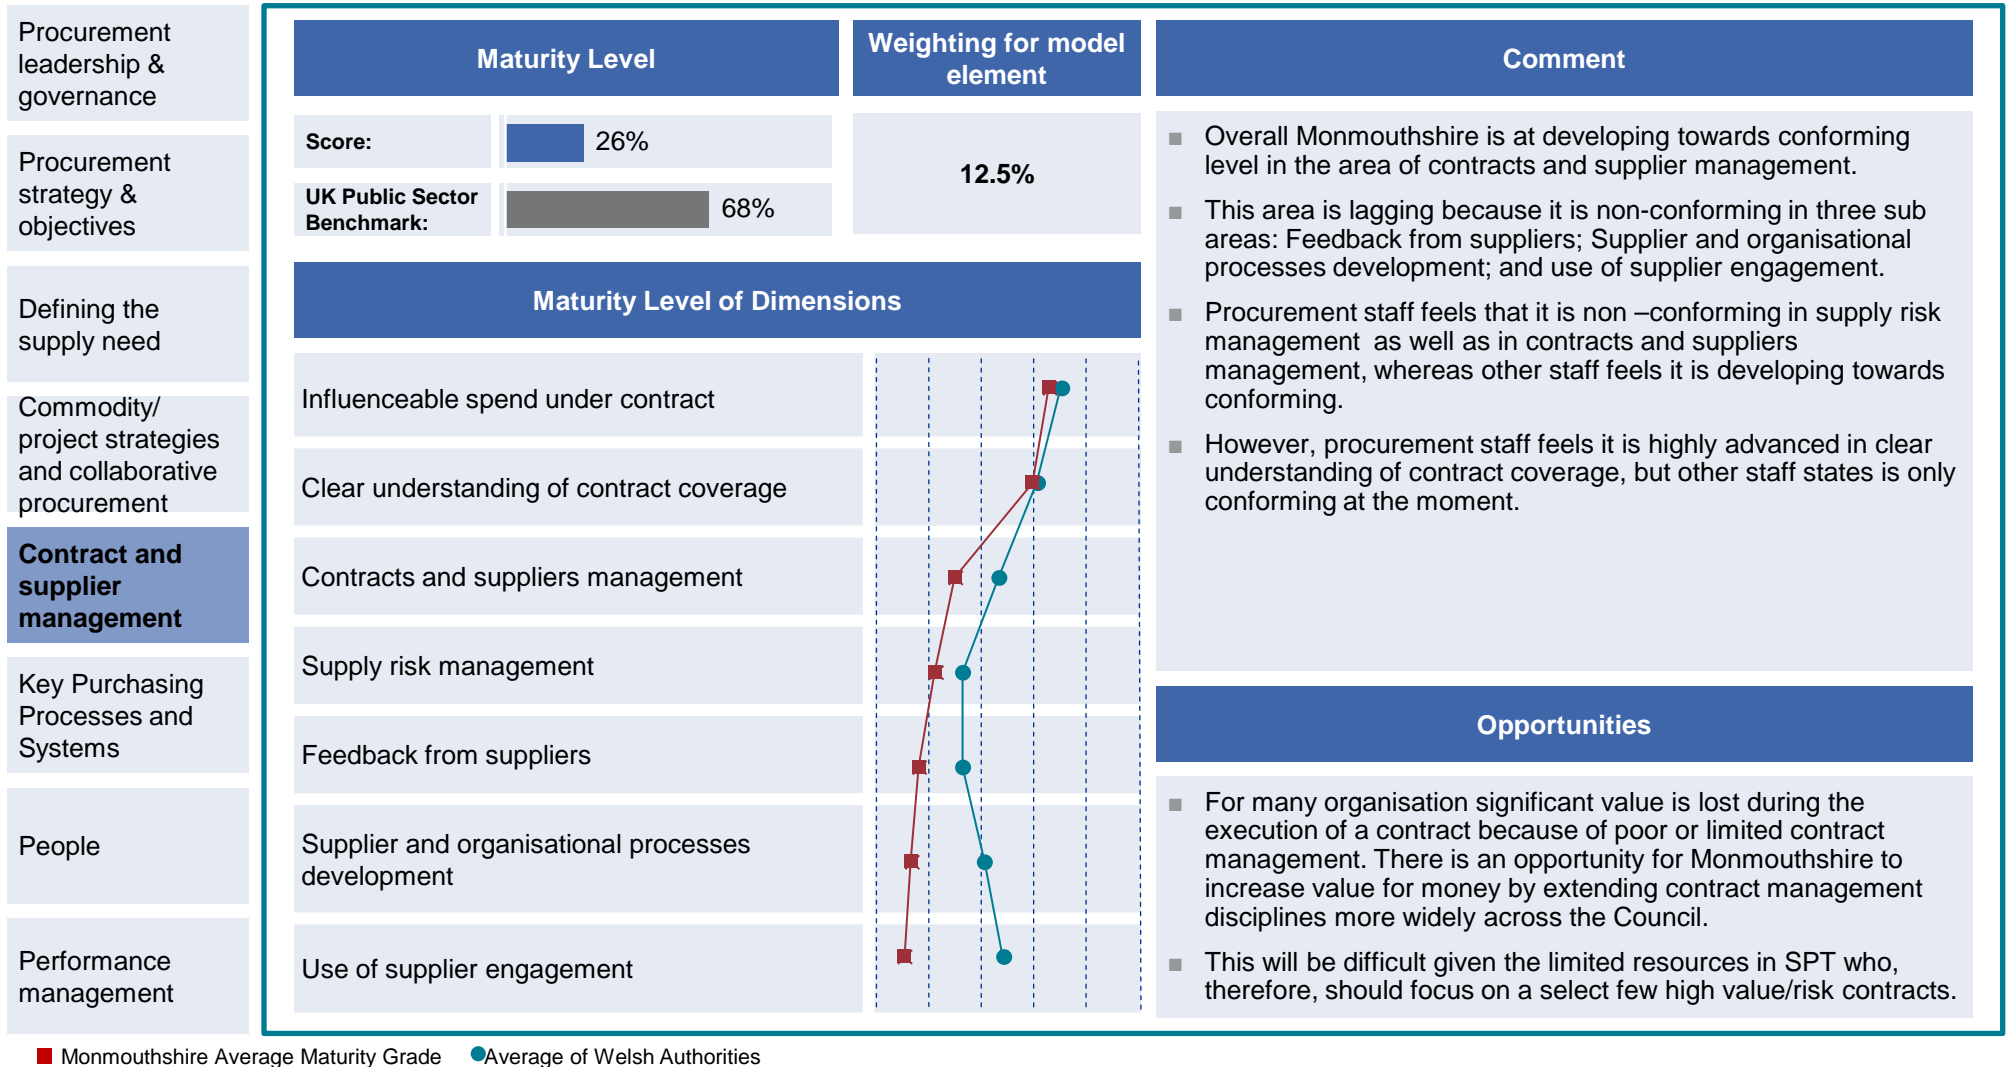 Procurement
leadership &
governance
Procurement
strategy &
objectives
Defining the
supply need
Commodity/
project strategies
and collaborative
procurement
Contract and
supplier
management
Key Purchasing
Processes and
Systems
People
Performance
management
Maturity Level
Weighting for model
element
Score:
26%
UK Public Sector
Benchmark:
68%
12.5%
Maturity Level of Dimensions
Influenceable spend under contract
Clear understanding of contract coverage
Contracts and suppliers management
Supply risk management
Feedback from suppliers
Supplier and organisational processes
development
Use of supplier engagement
Comment
■ Overall Monmouthshire is at developing towards conforming
level in the area of contracts and supplier management.
■ This area is lagging because it is non-conforming in three sub
areas: Feedback from suppliers; Supplier and organisational
processes development; and use of supplier engagement.
■ Procurement staff feels that it is non –conforming in supply risk
management as well as in contracts and suppliers
management, whereas other staff feels it is developing towards
conforming.
■ However, procurement staff feels it is highly advanced in clear
understanding of contract coverage, but other staff states is only
conforming at the moment.
Opportunities
■ For many organisation significant value is lost during the
execution of a contract because of poor or limited contract
management. There is an opportunity for Monmouthshire to
increase value for money by extending contract management
disciplines more widely across the Council.
■ This will be difficult given the limited resources in SPT who,
therefore, should focus on a select few high value/risk contracts.
Monmouthshire Average Maturity Grade
Average of Welsh Authorities